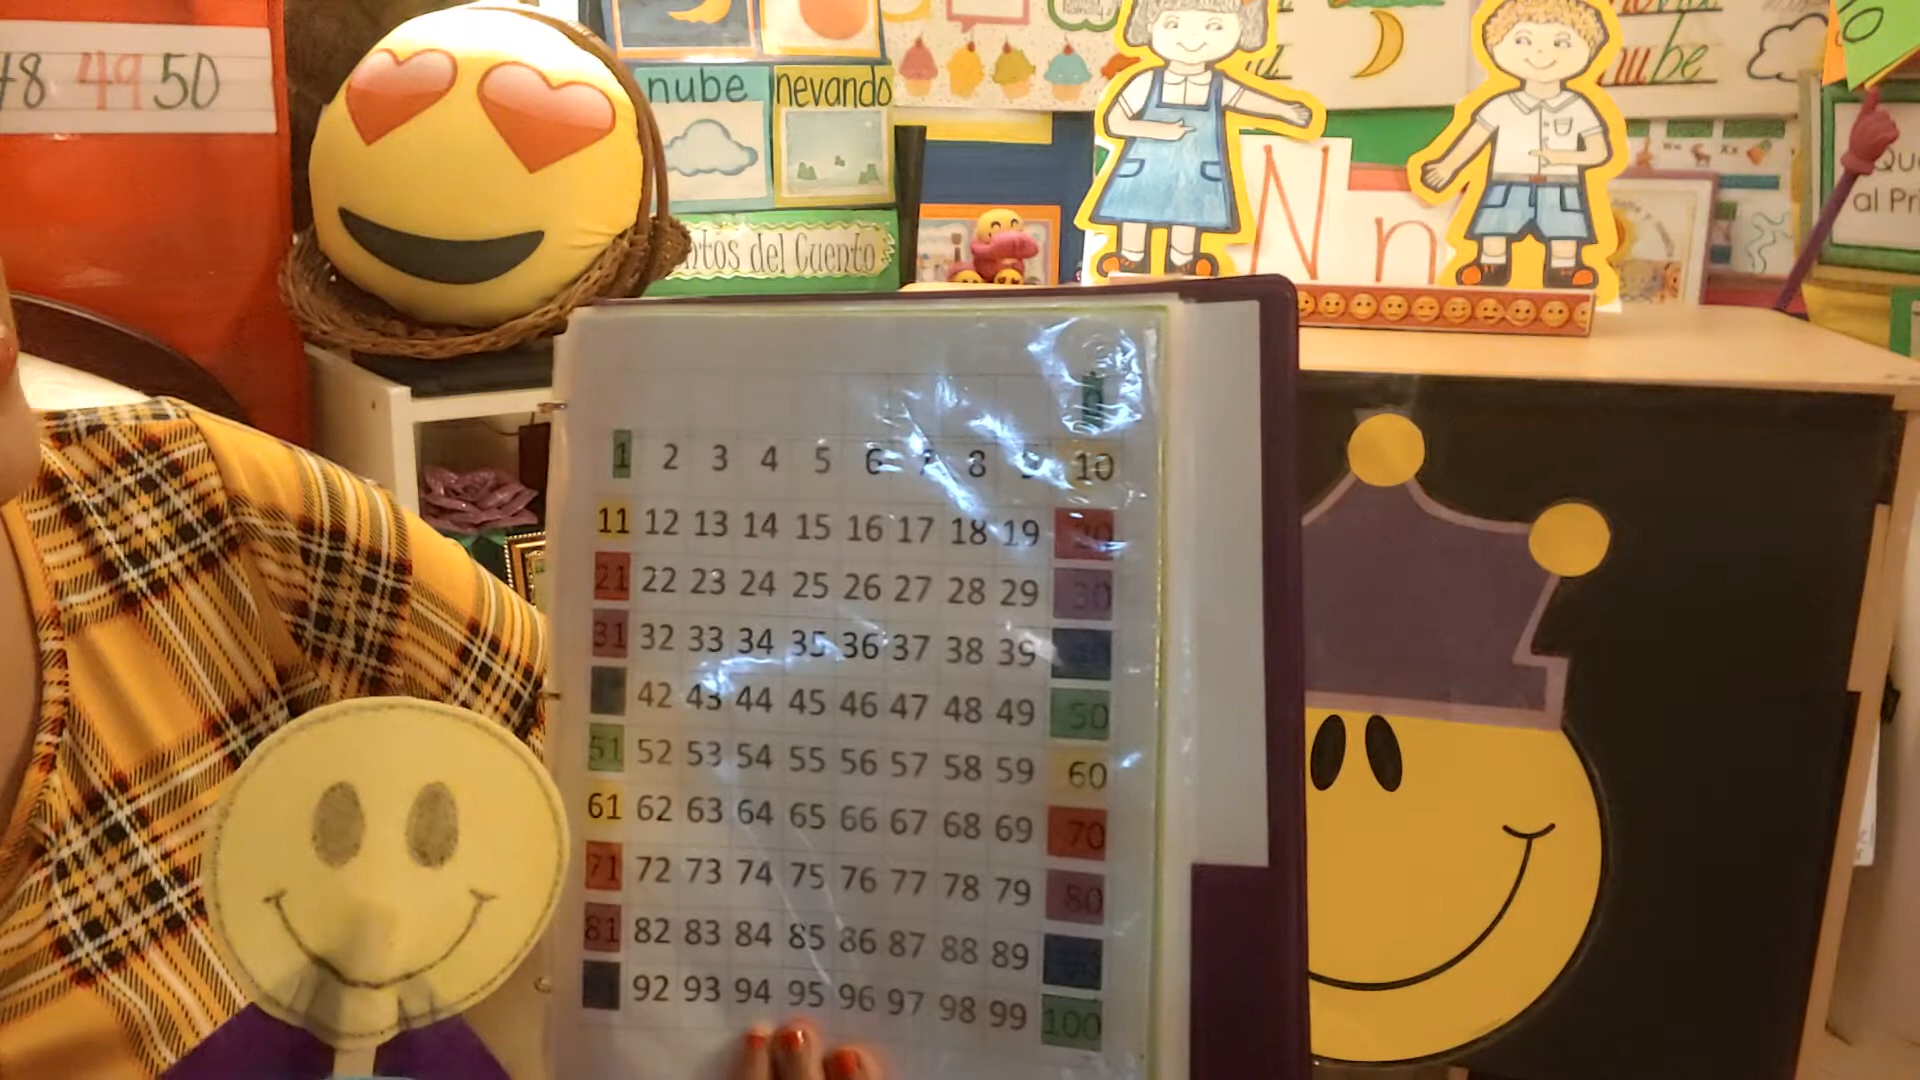 48 49 50
nube
nevando
ntos del Cuento
N n
nube
Qu
al Pri
1 2 3 4 5 6 7 8 9 10
11 12 13 14 15 16 17 18 19 20
21 22 23 24 25 26 27 28 29 30
31 32 33 34 35 36 37 38 39
42 43 44 45 46 47 48 49 50
51 52 53 54 55 56 57 58 59 60
61 62 63 64 65 66 67 68 69 70
71 72 73 74 75 76 77 78 79 80
81 82 83 84 85 86 87 88 89
92 93 94 95 96 97 98 99 100